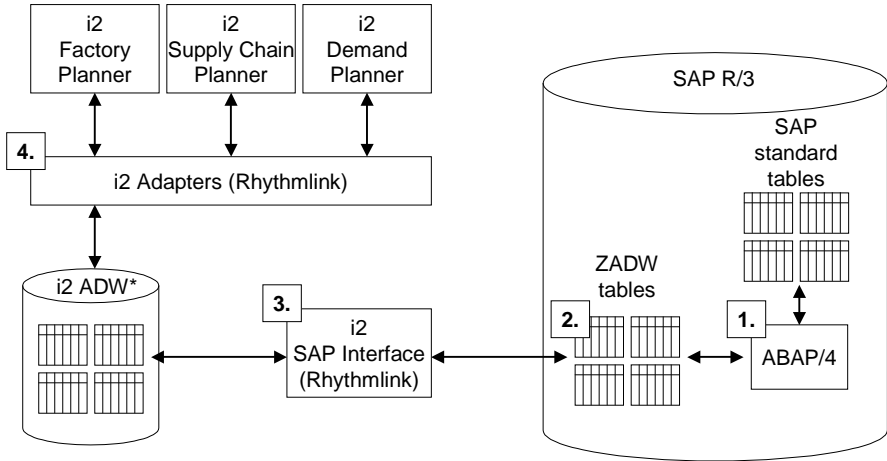 i2
Factory
Planner
i2
Supply Chain
Planner
i2
Demand
Planner
4.
i2 Adapters (Rhythmlink)
i2 ADW*
3.
i2
SAP Interface
(Rhythmlink)
SAP R/3
SAP
standard
tables
ZADW
tables
2.
1.
ABAP/4